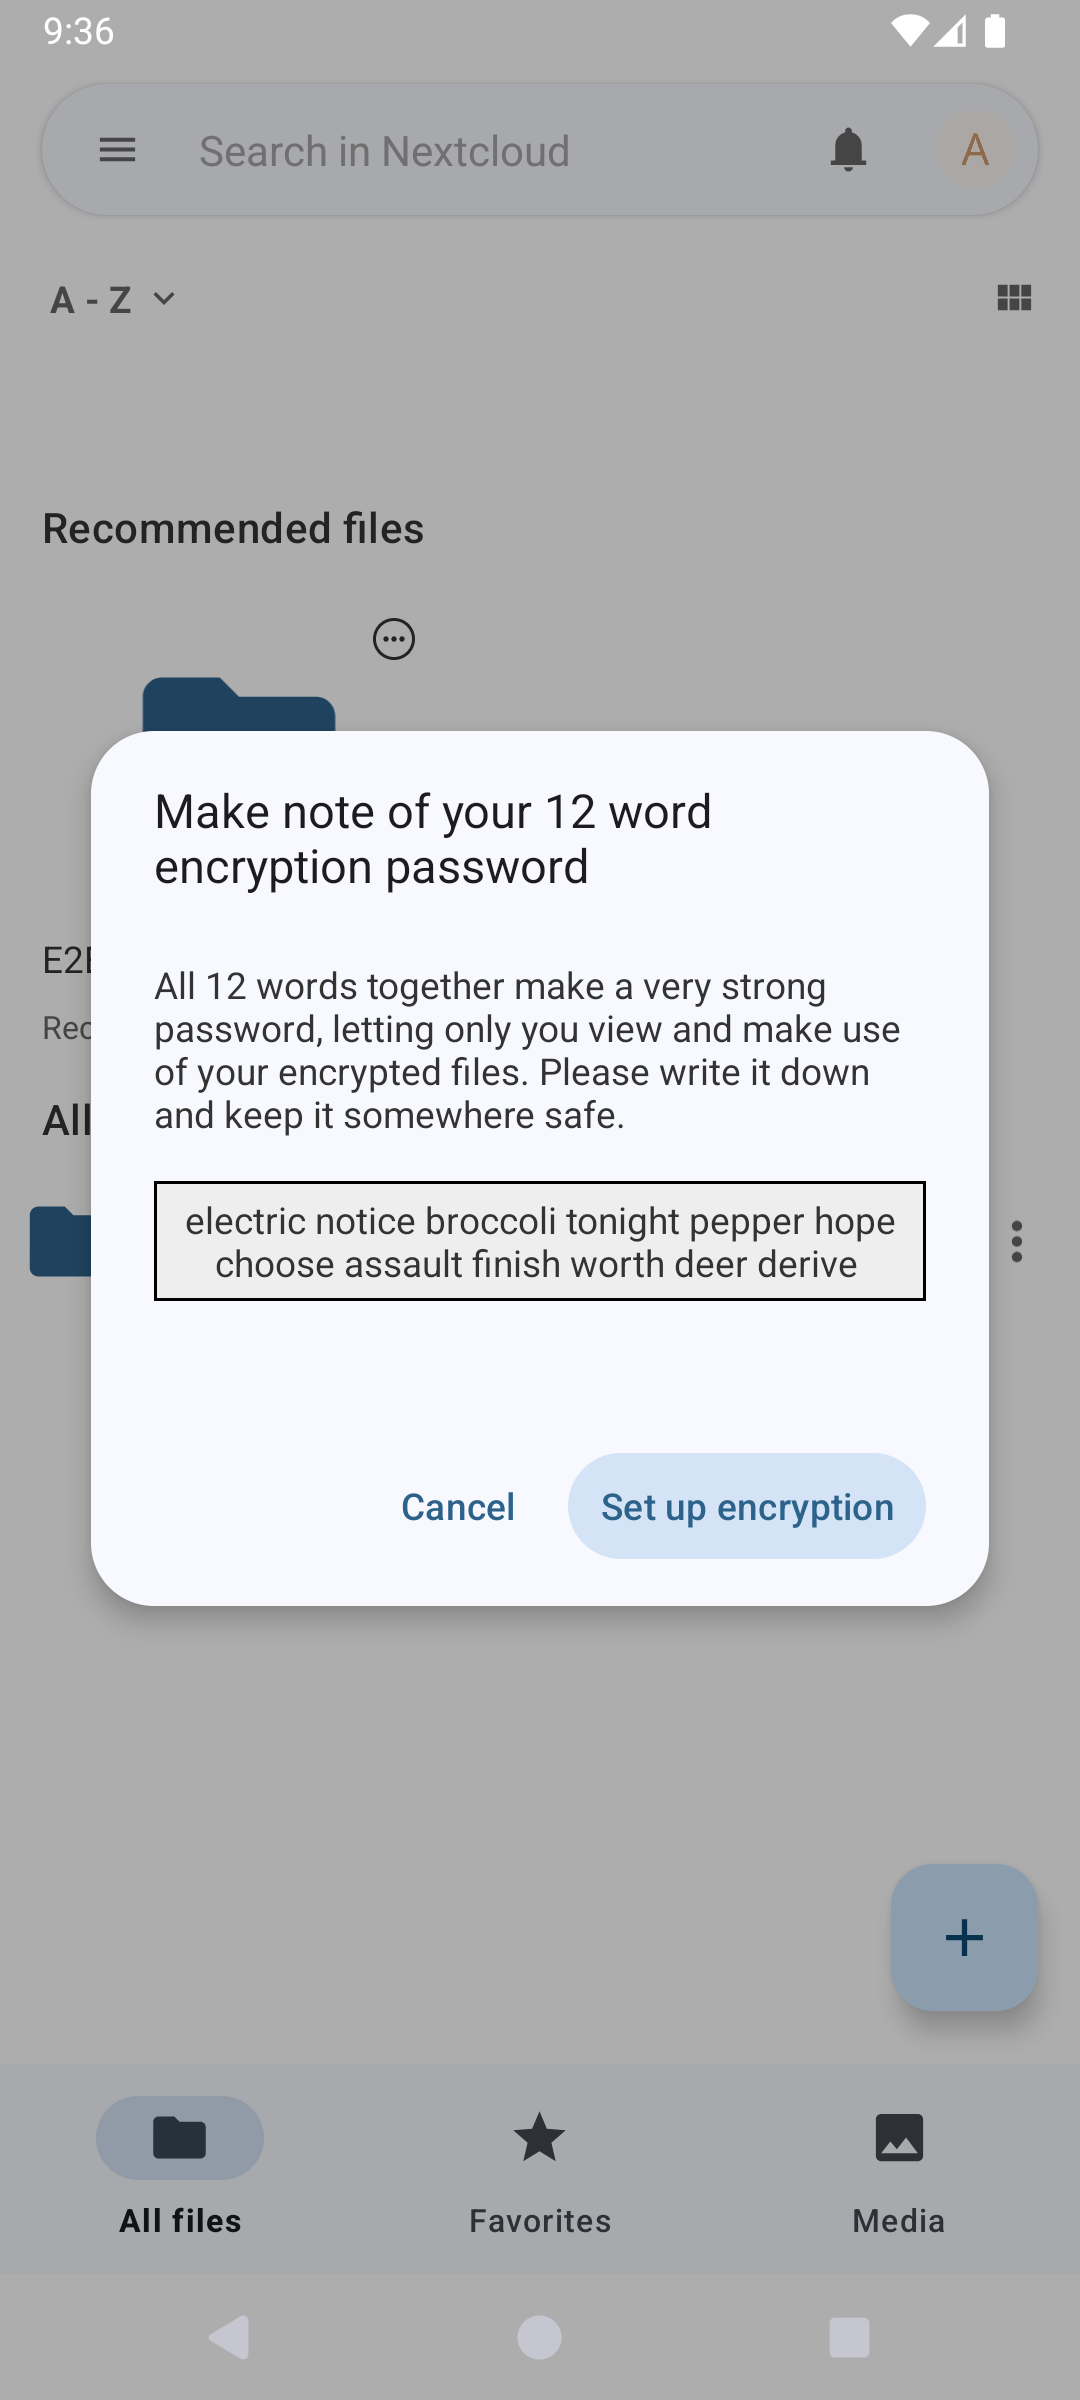 9:36
Search in Nextcloud
A
A - Z
Recommended files
E2
Rec
All
Make note of your 12 word
encryption password
All 12 words together make a very strong
password, letting only you view and make use
of your encrypted files. Please write it down
and keep it somewhere safe.
electric notice broccoli tonight pepper hope
choose assault finish worth deer derive
Cancel
Set up encryption
All files
Favorites
Media